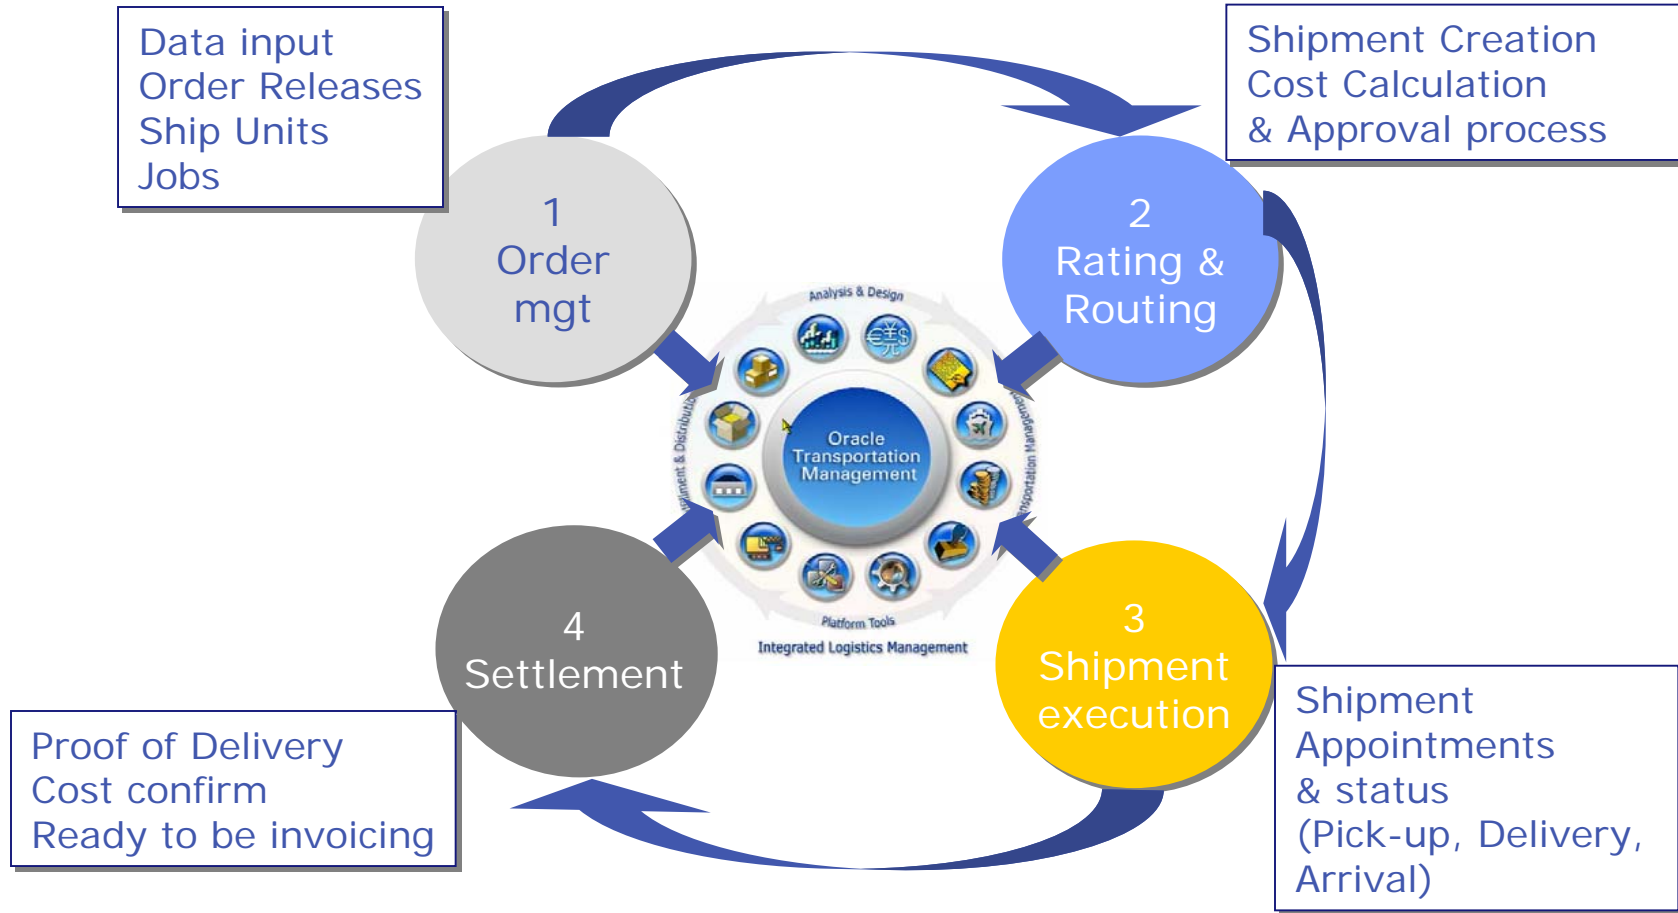 Data input
Order Releases
Ship Units
Jobs
Shipment Creation
Cost Calculation
& Approval process
1
Order
mgt
2
Rating &
Routing
Analysis & Design
Oracle
Transportation
Management
Platform Tools
Integrated Logistics Management
4
Settlement
3
Shipment
execution
Proof of Delivery
Cost confirm
Ready to be invoicing
Shipment
Appointments
& status
(Pick-up, Delivery,
Arrival)